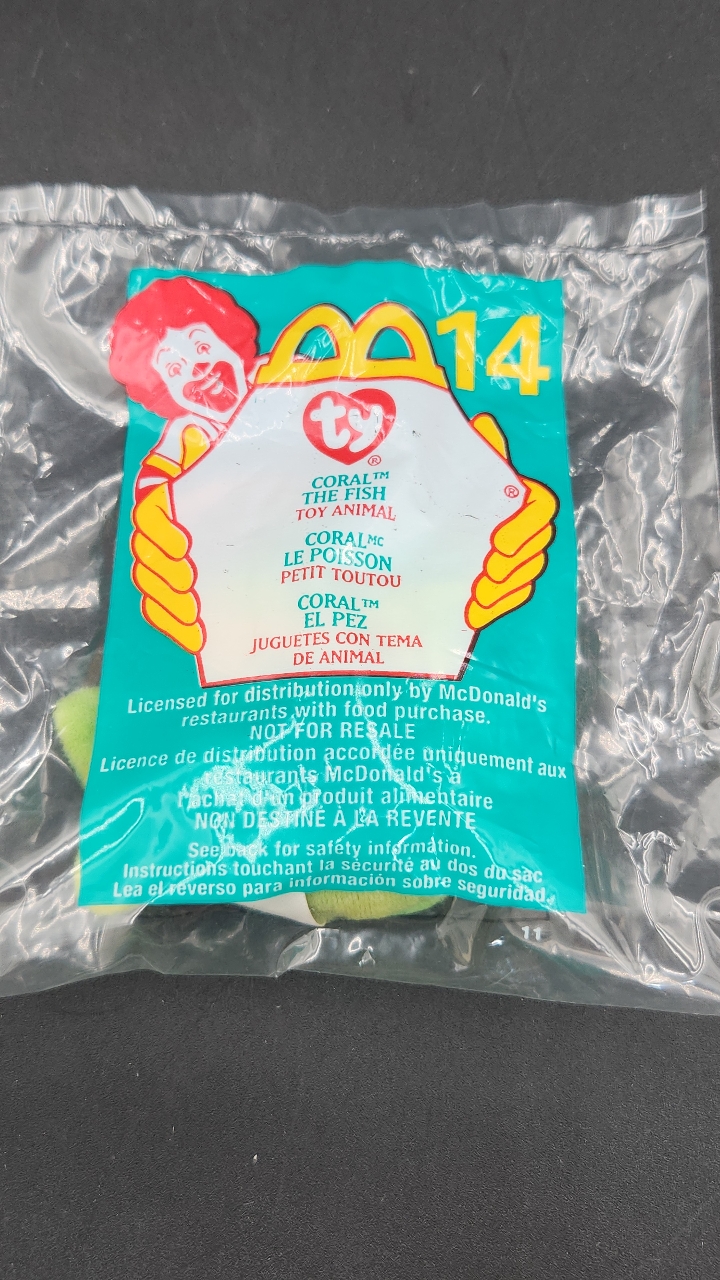 14
ty®
®
CORAL™
THE FISH
TOY ANIMAL
CORALMC
LE POISSON
PETIT TOUTOU
CORAL™
EL PEZ
JUGUETES CON TEMA
DE ANIMAL
Licensed for distribution only by McDonald's
restaurants with food purchase.
NOT FOR RESALE
Licence de distribution accordée uniquement aux
restaurants McDonald's à
l'achat d'un produit alimentaire
NON DESTINÉ À LA REVENTE
See back for safety information.
Instructions touchant la sécurité au dos du sac
Lea el reverso para información sobre seguridad.
11